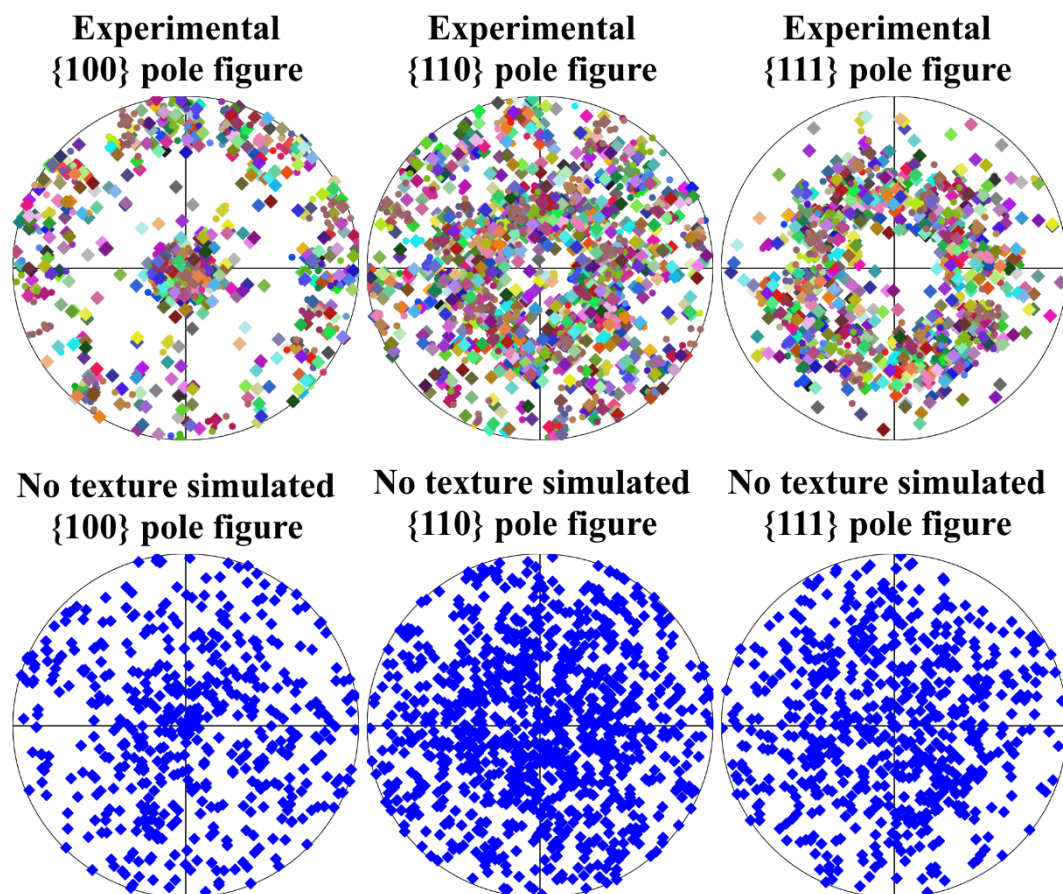 Experimental
{100} pole figure
Experimental
{110} pole figure
Experimental
{111} pole figure
No texture simulated
{100} pole figure
No texture simulated
{110} pole figure
No texture simulated
{111} pole figure